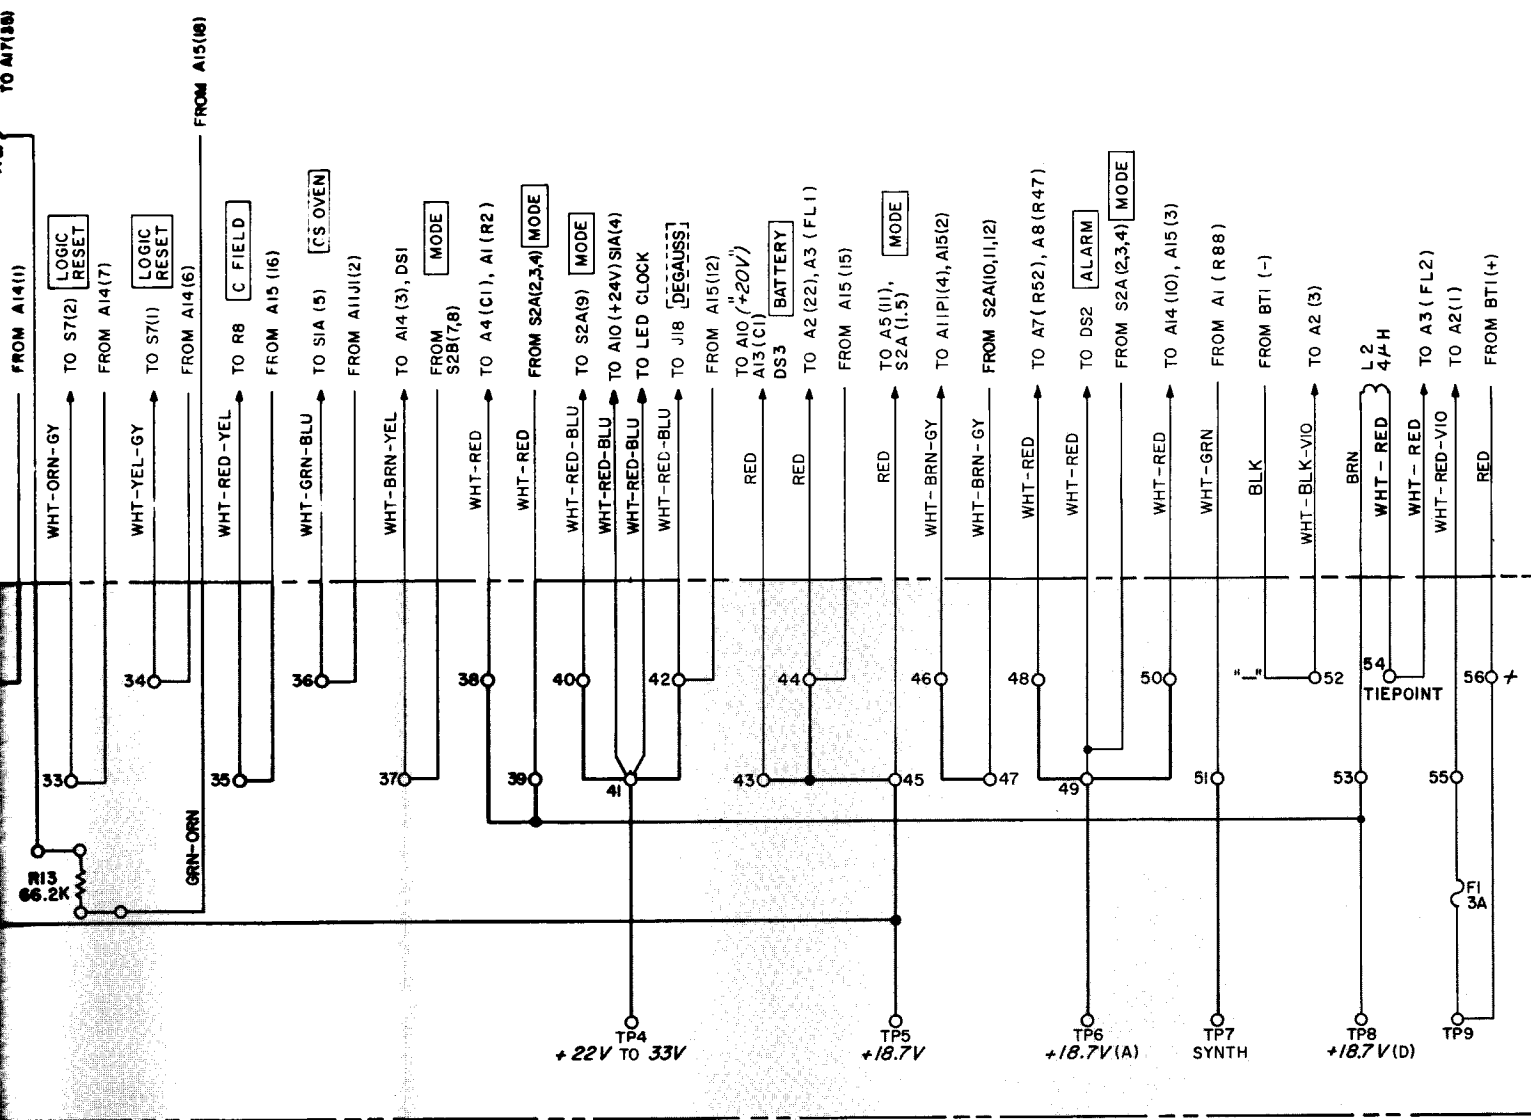 TO A17(35)
FROM A14(1)
TO S7(2)
LOGIC
RESET
FROM A14(7)
TO S7(1)
LOGIC
RESET
FROM A14(6)
FROM A15(18)
TO R8
C FIELD
FROM A15(16)
TO S1A(5)
CS OVEN
FROM A11J1(2)
TO A14(3), DS1
FROM
S2B(7,8)
MODE
TO A4(C1), A1(R2)
FROM S2A(2,3,4)
MODE
TO S2A(9)
MODE
TO A10(+24V) S1A(4)
TO LED CLOCK
TO J18
DEGAUSS
FROM A15(12)
TO A10("+20V")
A13(C1)
DS3
BATTERY
TO A2(22), A3(FL1)
FROM A15(15)
TO A5(11),
S2A(1.5)
MODE
TO A11P1(4), A15(2)
FROM S2A(10,11,12)
TO A7(R52), A8(R47)
TO DS2
ALARM
FROM S2A(2,3,4)
MODE
TO A14(10), A15(3)
FROM A1(R88)
FROM BT1(-)
TO A2(3)
L2
4μH
TO A3(FL2)
TO A2(1)
FROM BT1(+)
WHT-ORN-GY
WHT-YEL-GY
WHT-RED-YEL
WHT-GRN-BLU
WHT-BRN-YEL
WHT-RED
WHT-RED
WHT-RED-BLU
WHT-RED-BLU
WHT-RED-BLU
WHT-RED-BLU
RED
RED
RED
WHT-BRN-GY
WHT-BRN-GY
WHT-RED
WHT-RED
WHT-RED
WHT-GRN
BLK
WHT-BLK-VIO
BRN
WHT-RED
WHT-RED
WHT-RED-VIO
RED
34
36
38
40
42
44
46
48
50
"—"
52
54
TIEPOINT
56
+
33
35
37
39
41
43
45
47
49
51
53
55
R13
66.2K
GRN-ORN
F1
3A
TP4
+22V TO 33V
TP5
+18.7V
TP6
+18.7V(A)
TP7
SYNTH
TP8
+18.7V(D)
TP9